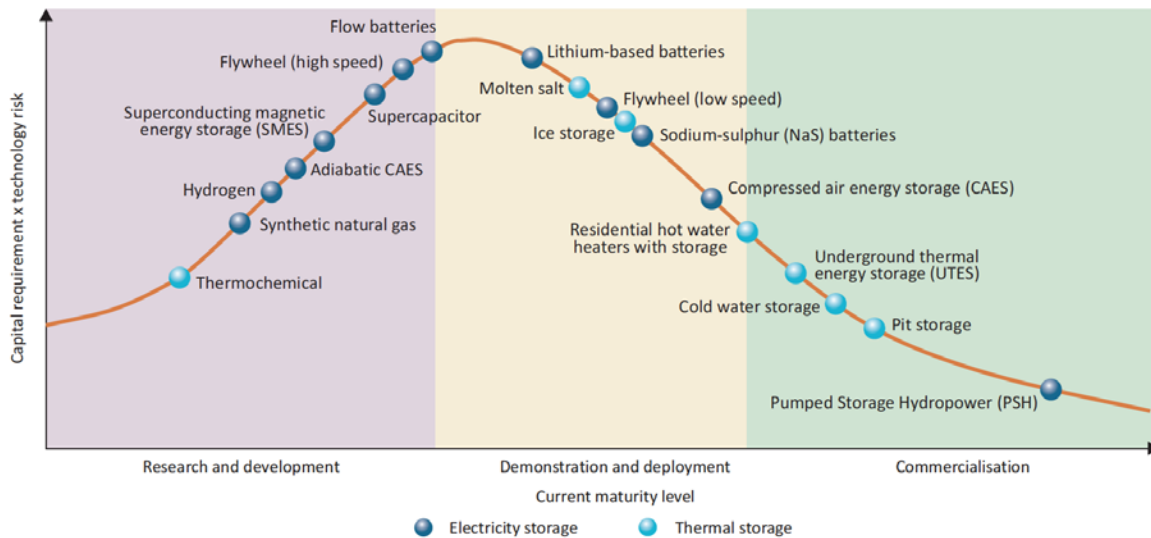 Capital requirement x technology risk
Flow batteries
Flywheel (high speed)
Supercapacitor
Superconducting magnetic
energy storage (SMES)
Adiabatic CAES
Hydrogen
Synthetic natural gas
Thermochemical
Lithium-based batteries
Molten salt
Flywheel (low speed)
Ice storage
Sodium-sulphur (NaS) batteries
Compressed air energy storage (CAES)
Residential hot water
heaters with storage
Underground thermal
energy storage (UTES)
Cold water storage
Pit storage
Pumped Storage Hydropower (PSH)
Research and development
Demonstration and deployment
Commercialisation
Current maturity level
Electricity storage
Thermal storage